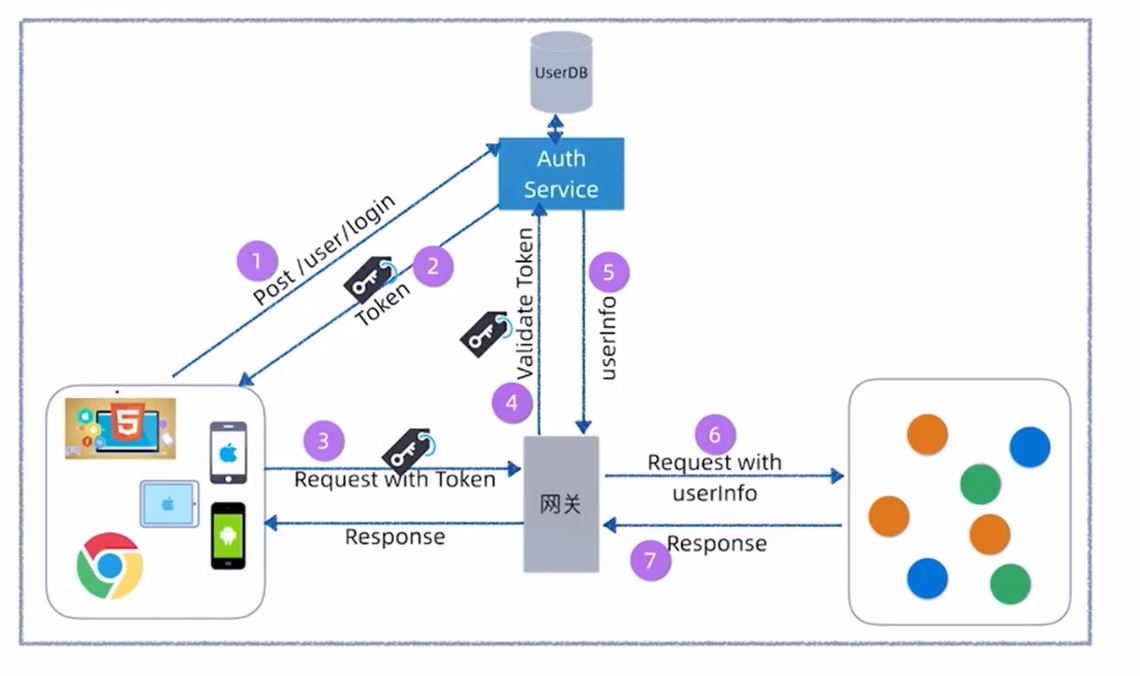 UserDB
Auth
Service
1
Post /user/login
2
Token
Validate Token
5
userInfo
4
5
3
Request with Token
Response
网关
6
Request with
userInfo
7
Response